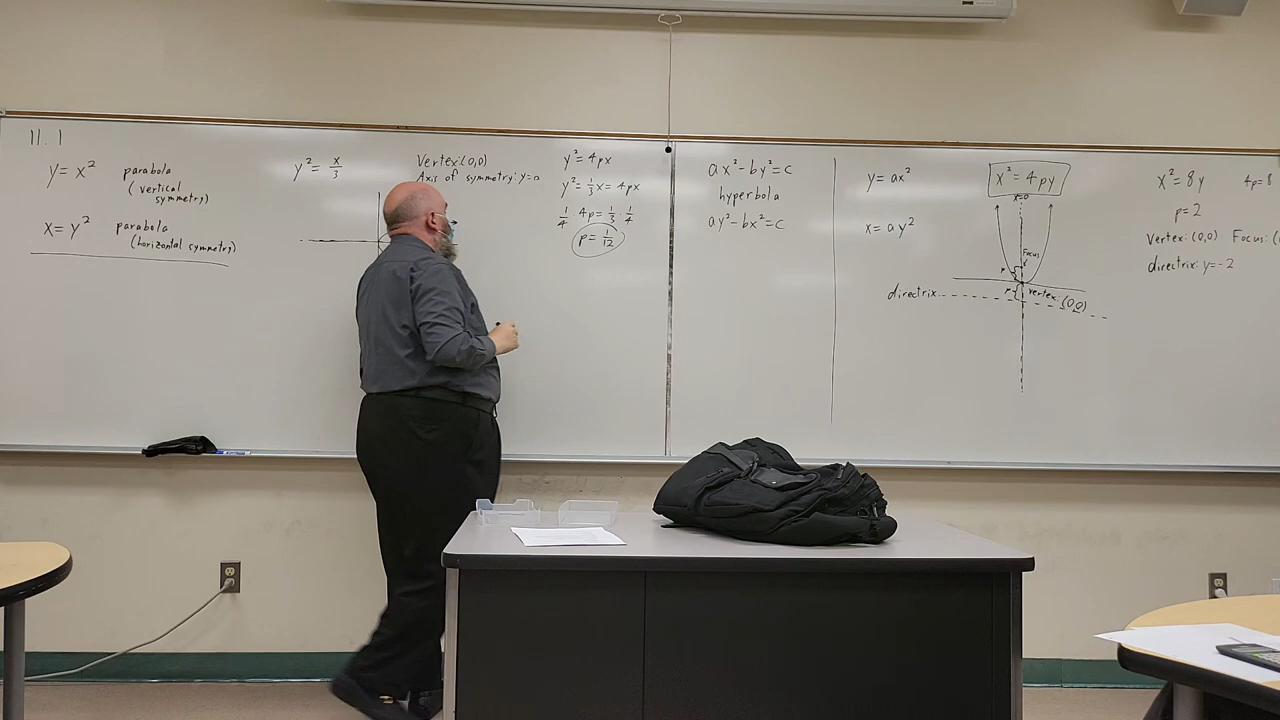 11.1
y = x² parabola
(vertical
symmetry)
x = y² parabola
(horizontal symmetry)
y² = x/3
Vertex: (0,0)
Axis of symmetry: y=0
y² = 4px
y² = 1/3 x = 4px
1/4 · 4p = 1/3 · 1/4
p = 1/12
ax² - by² = c
hyperbola
ay² - bx² = c
y = ax²
x = ay²
x² = 4py
x=0
Focus
P
P
vertex: (0,0)
directrix
x² = 8y 4p = 8
p = 2
Vertex: (0,0) Focus: (
directrix: y = -2